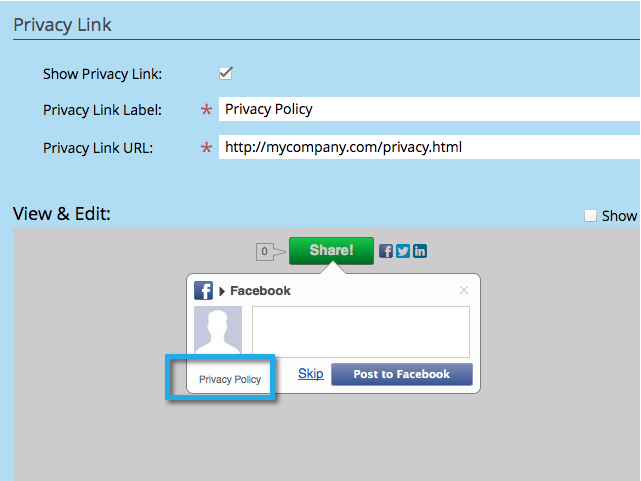 Privacy Link
Show Privacy Link:
Privacy Link Label: * Privacy Policy
Privacy Link URL: * http://mycompany.com/privacy.html
View & Edit: Show
0 Share! f in
f Facebook ×
Privacy Policy Skip Post to Facebook